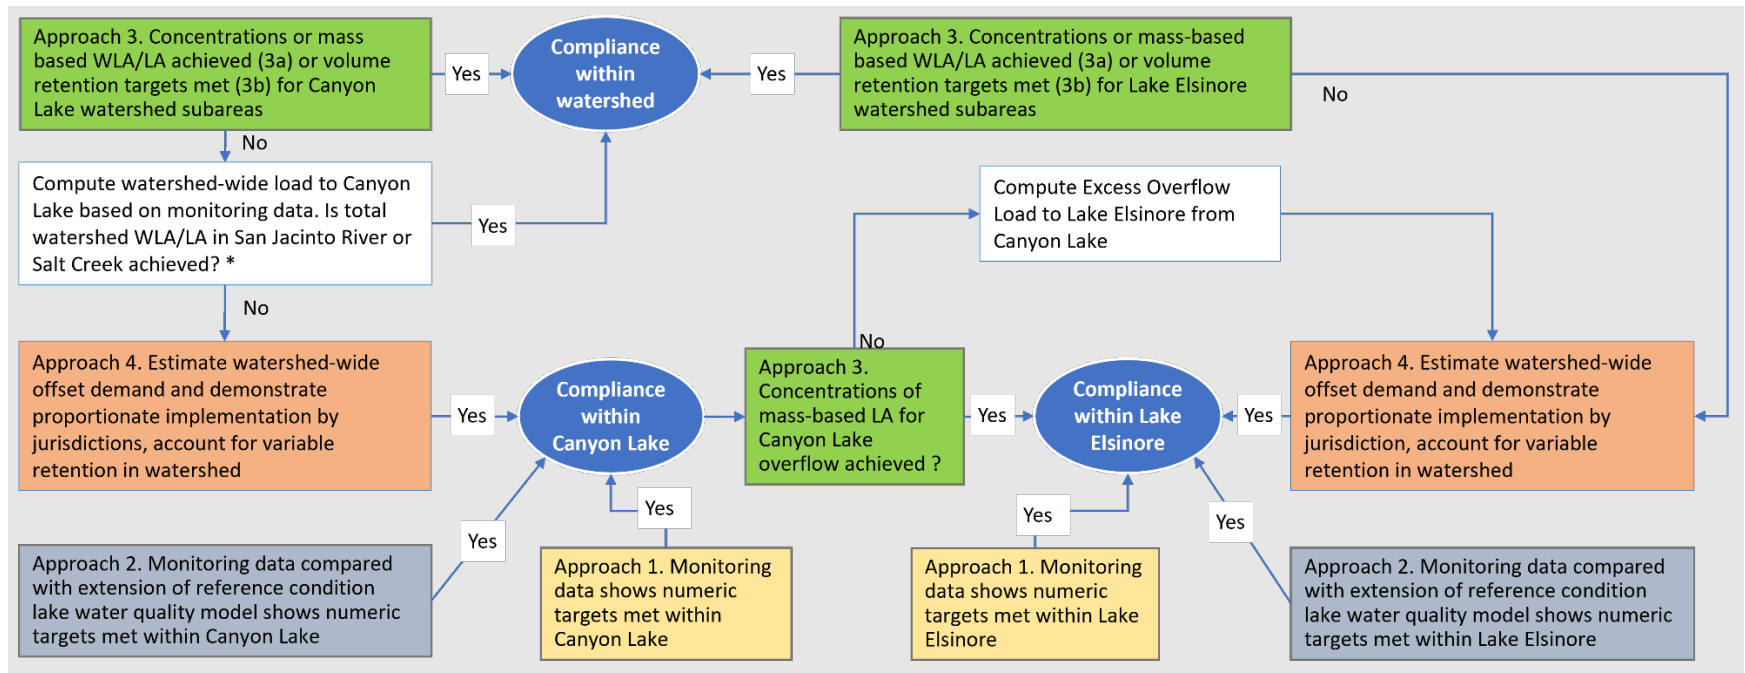 Approach 3. Concentrations or mass
based WLA/LA achieved (3a) or volume
retention targets met (3b) for Canyon
Lake watershed subareas
Yes
Compliance
within
watershed
Yes
Approach 3. Concentrations or mass-based
based WLA/LA achieved (3a) or volume
retention targets met (3b) for Lake Elsinore
watershed subareas
No
No
Compute watershed-wide load to Canyon
Lake based on monitoring data. Is total
watershed WLA/LA in San Jacinto River or
Salt Creek achieved? *
Yes
Compute Excess Overflow
Load to Lake Elsinore from
Canyon Lake
No
No
Approach 4. Estimate watershed-wide
offset demand and demonstrate
proportionate implementation by
jurisdictions, account for variable
retention in watershed
Yes
Compliance
within
Canyon Lake
Approach 3.
Concentrations of
mass-based LA for
Canyon Lake
overflow achieved ?
Yes
Compliance
within Lake
Elsinore
Yes
Approach 4. Estimate watershed-wide
offset demand and demonstrate
proportionate implementation by
jurisdiction, account for variable
retention in watershed
Yes
Yes
Yes
Yes
Approach 2. Monitoring data compared
with extension of reference condition
lake water quality model shows numeric
targets met within Canyon Lake
Approach 1. Monitoring
data shows numeric
targets met within
Canyon Lake
Approach 1. Monitoring
data shows numeric
targets met within Lake
Elsinore
Approach 2. Monitoring data compared
with extension of reference condition
lake water quality model shows numeric
targets met within Lake Elsinore